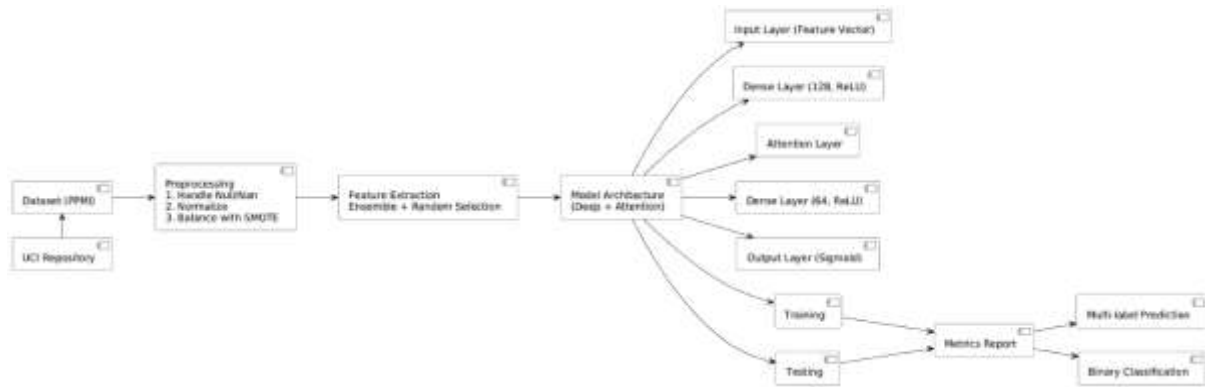 Input Layer (Feature Vector)
Dense Layer (128, ReLU)
Attention Layer
Dataset (PPMI)
Preprocessing
1. Handle Null/Nan
2. Normalize
3. Balance with SMOTE
Feature Extraction
Ensemble + Random Selection
Model Architecture
(Deep + Attention)
Dense Layer (64, ReLU)
UCI Repository
Output Layer (Sigmoid)
Training
Testing
Metrics Report
Multi-label Prediction
Binary Classification